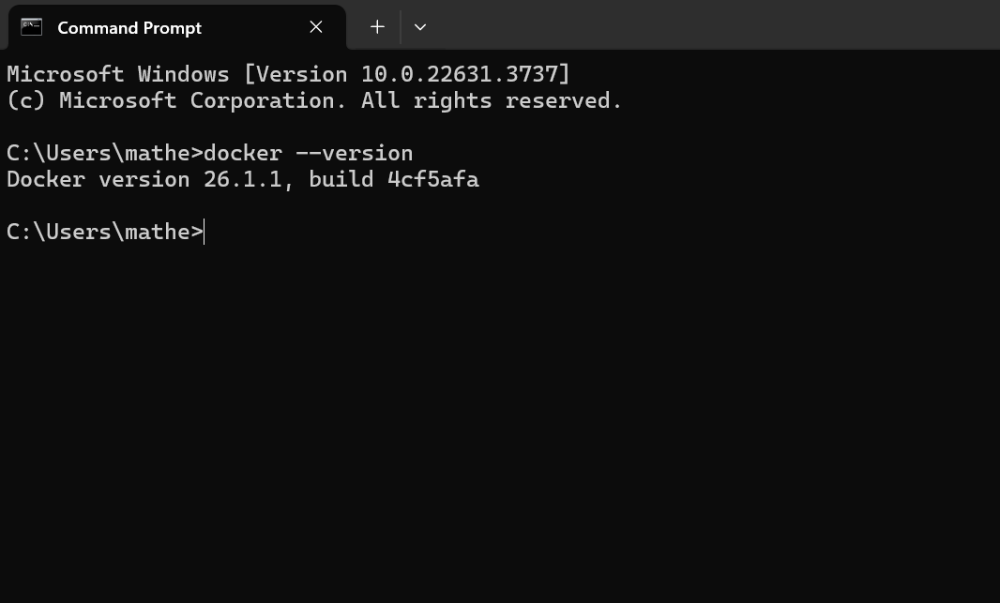 Command Prompt
Microsoft Windows [Version 10.0.22631.3737]
(c) Microsoft Corporation. All rights reserved.
C:\Users\mathe>docker --version
Docker version 26.1.1, build 4cf5afa
C:\Users\mathe>